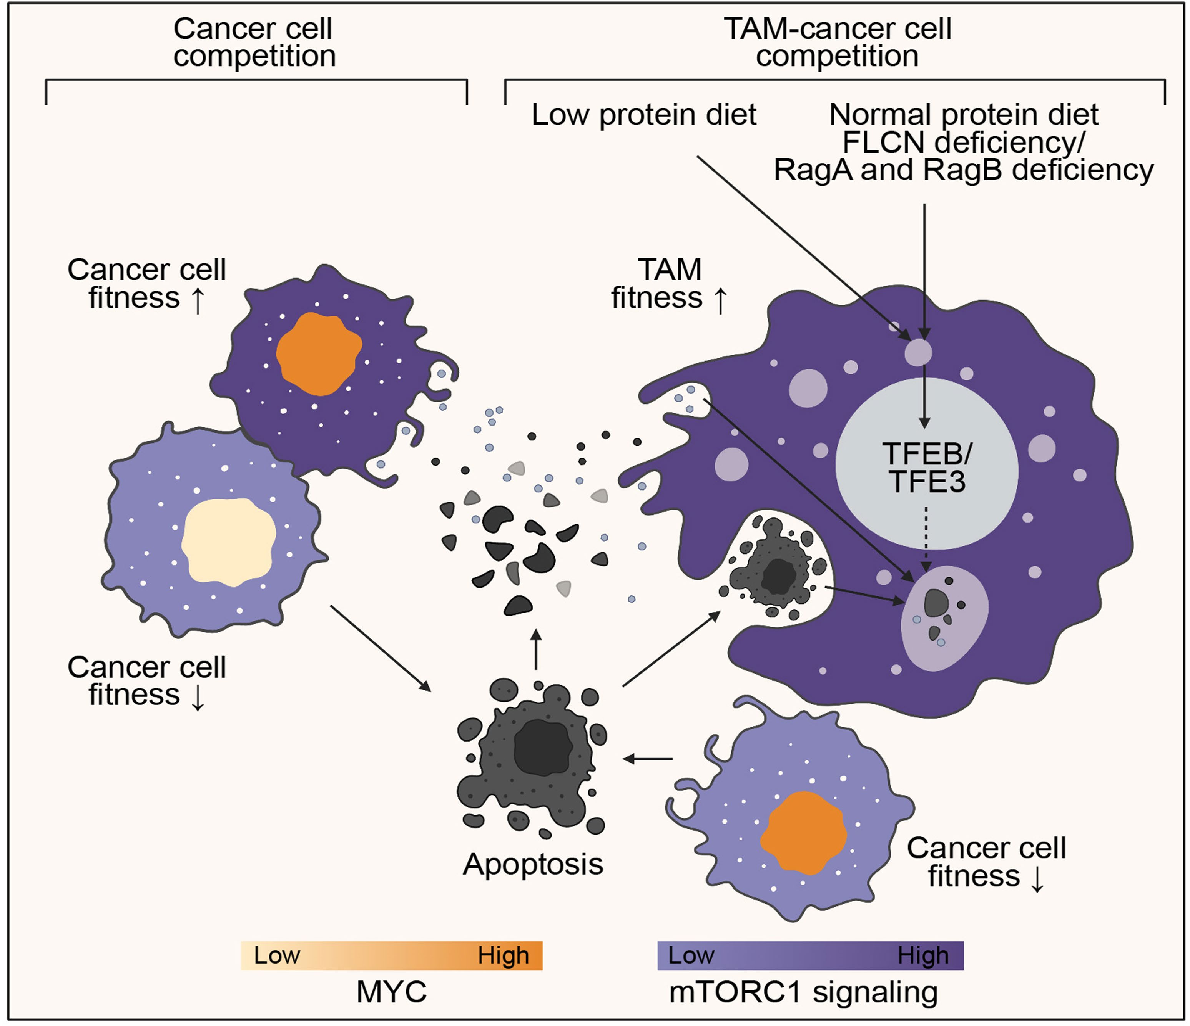 Cancer cell
competition
TAM-cancer cell
competition
Low protein diet
Normal protein diet
FLCN deficiency/
RagA and RagB deficiency
Cancer cell
fitness ↑
TAM
fitness ↑
TFEB/
TFE3
Cancer cell
fitness ↓
Apoptosis
Cancer cell
fitness ↓
Low High
MYC
Low High
mTORC1 signaling